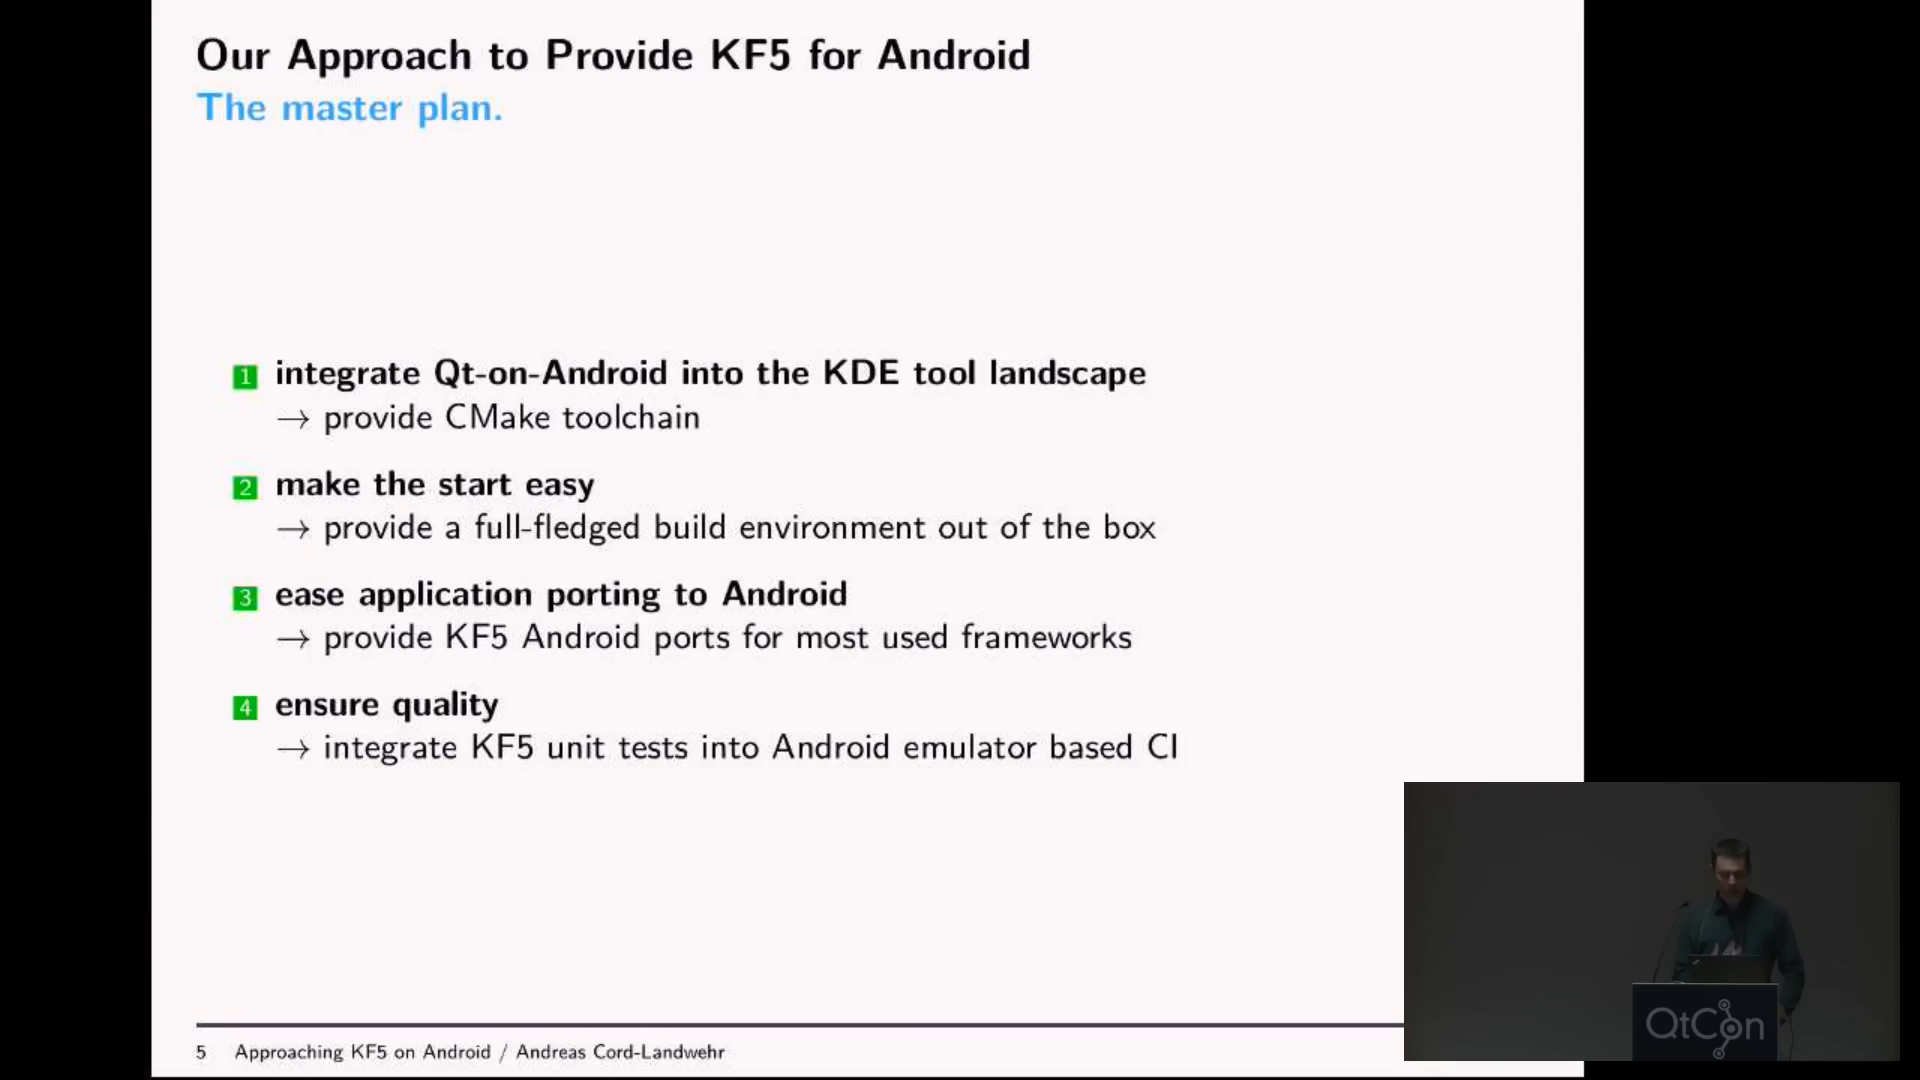 Our Approach to Provide KF5 for Android
The master plan.
1 integrate Qt-on-Android into the KDE tool landscape
→ provide CMake toolchain
2 make the start easy
→ provide a full-fledged build environment out of the box
3 ease application porting to Android
→ provide KF5 Android ports for most used frameworks
4 ensure quality
→ integrate KF5 unit tests into Android emulator based CI
QtCon
5 Approaching KF5 on Android / Andreas Cord-Landwehr